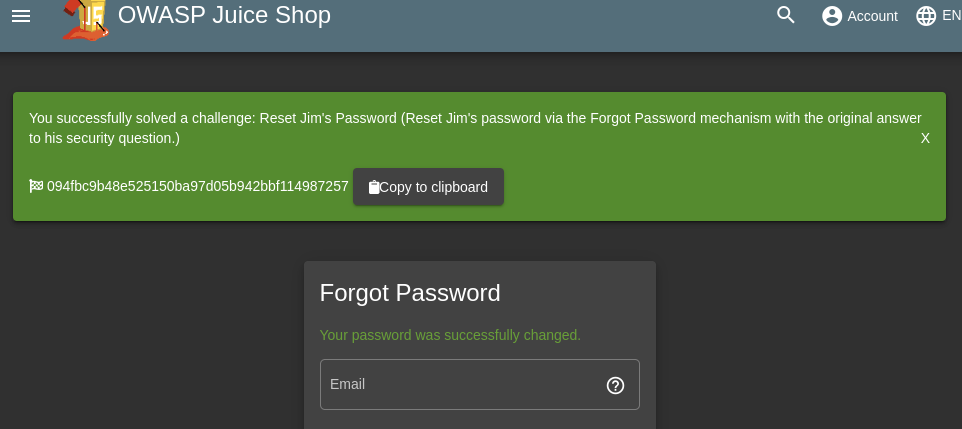 OWASP Juice Shop
Account
EN
You successfully solved a challenge: Reset Jim's Password (Reset Jim's password via the Forgot Password mechanism with the original answer
to his security question.)
X
094fbc9b48e525150ba97d05b942bbf114987257
Copy to clipboard
Forgot Password
Your password was successfully changed.
Email